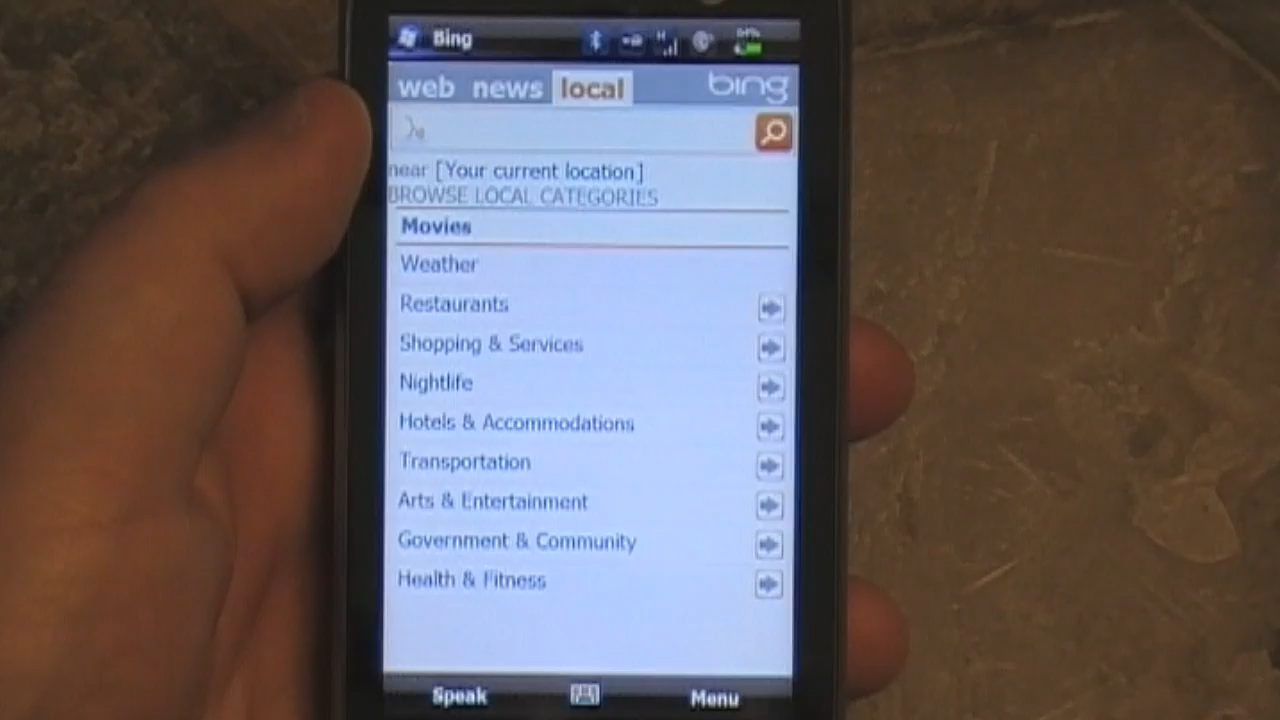 Bing
web news local bing
near [Your current location]
BROWSE LOCAL CATEGORIES
Movies
Weather
Restaurants
Shopping & Services
Nightlife
Hotels & Accommodations
Transportation
Arts & Entertainment
Government & Community
Health & Fitness
Speak Menu